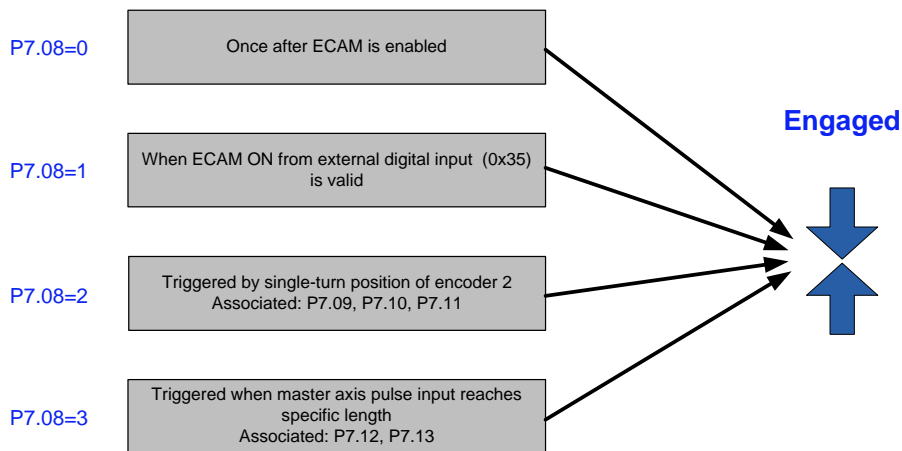 P7.08=0
Once after ECAM is enabled
Engaged
P7.08=1
When ECAM ON from external digital input (0x35)
is valid
P7.08=2
Triggered by single-turn position of encoder 2
Associated: P7.09, P7.10, P7.11
P7.08=3
Triggered when master axis pulse input reaches
specific length
Associated: P7.12, P7.13